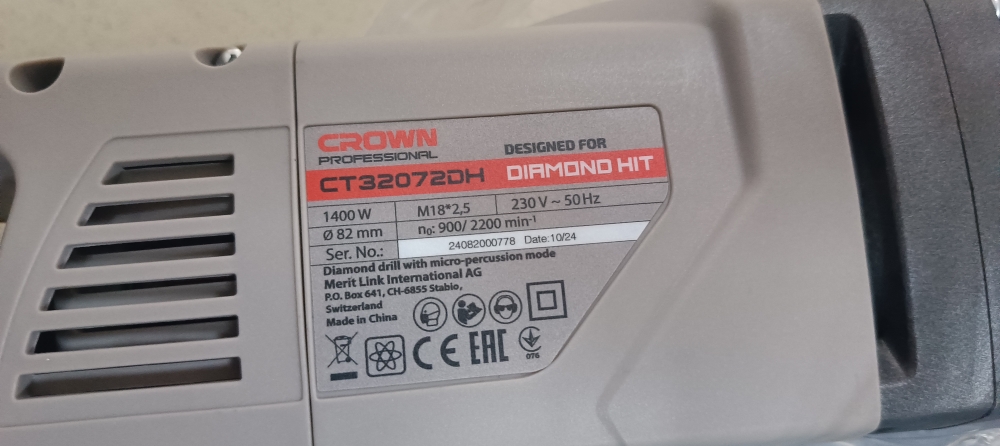 CROWN
PROFESSIONAL
DESIGNED FOR
CT32072DH DIAMOND HIT
1400 W M18*2,5 230 V ~ 50 Hz
Ø 82 mm n₀: 900/ 2200 min⁻¹
Ser. No.: 24082000778 Date: 10/24
Diamond drill with micro-percussion mode
Merit Link International AG
P.O. Box 641, CH-6855 Stabio,
Switzerland
Made in China
CE EAC 076